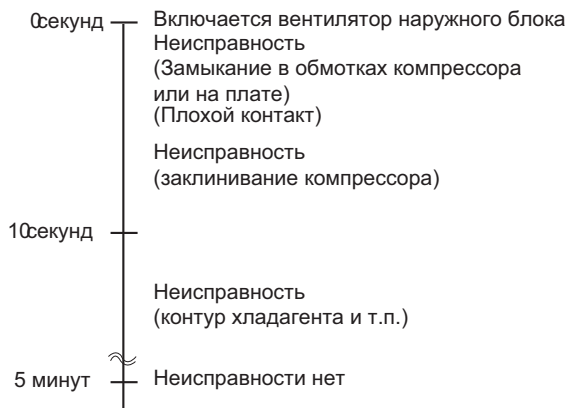 0секунд
Включается вентилятор наружного блока
Неисправность
(Замыкание в обмотках компрессора
или на плате)
(Плохой контакт)
Неисправность
(заклинивание компрессора)
10секунд
Неисправность
(контур хладагента и т.п.)
5 минут
Неисправности нет